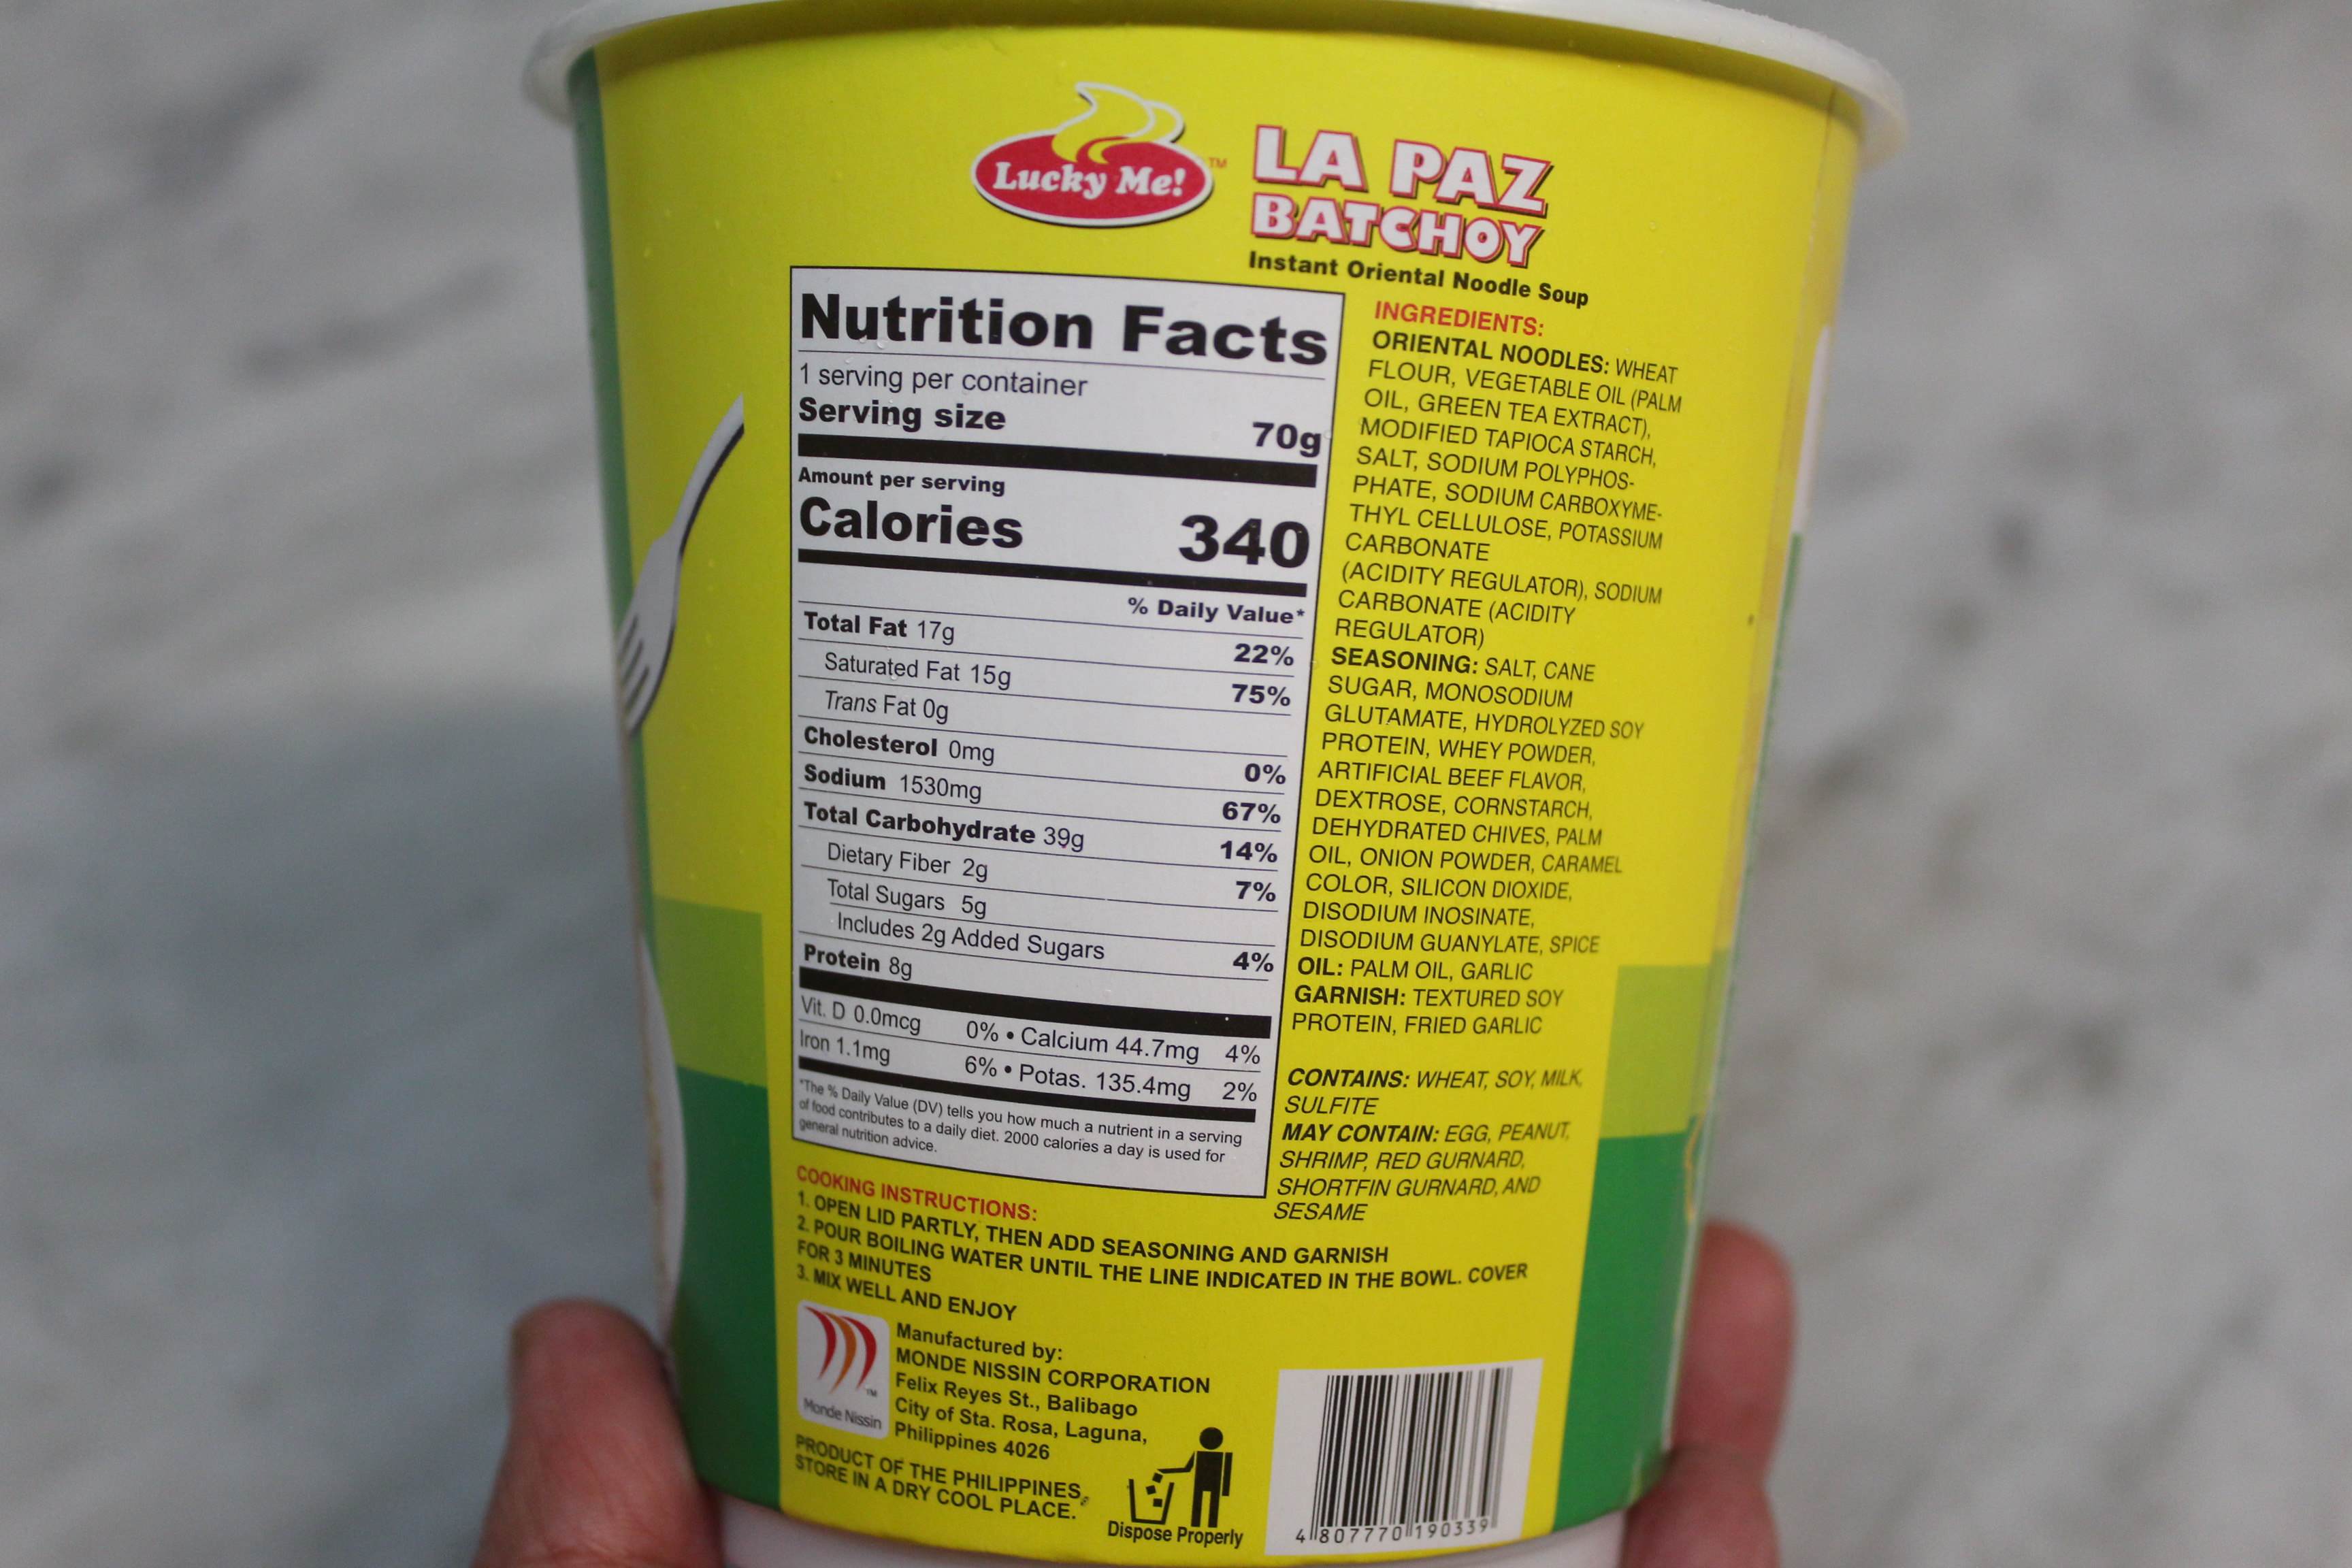 Lucky Me!™
LA PAZ
BATCHOY
Instant Oriental Noodle Soup
Nutrition Facts
1 serving per container
Serving size 70g
Amount per serving
Calories 340
% Daily Value*
Total Fat 17g 22%
Saturated Fat 15g 75%
Trans Fat 0g
Cholesterol 0mg 0%
Sodium 1530mg 67%
Total Carbohydrate 39g 14%
Dietary Fiber 2g 7%
Total Sugars 5g
Includes 2g Added Sugars 4%
Protein 8g
Vit. D 0.0mcg 0% • Calcium 44.7mg 4%
Iron 1.1mg 6% • Potas. 135.4mg 2%
*The % Daily Value (DV) tells you how much a nutrient in a serving
of food contributes to a daily diet. 2000 calories a day is used for
general nutrition advice.
INGREDIENTS:
ORIENTAL NOODLES: WHEAT
FLOUR, VEGETABLE OIL (PALM
OIL, GREEN TEA EXTRACT),
MODIFIED TAPIOCA STARCH,
SALT, SODIUM POLYPHOS-
PHATE, SODIUM CARBOXYME-
THYL CELLULOSE, POTASSIUM
CARBONATE
(ACIDITY REGULATOR), SODIUM
CARBONATE (ACIDITY
REGULATOR)
SEASONING: SALT, CANE
SUGAR, MONOSODIUM
GLUTAMATE, HYDROLYZED SOY
PROTEIN, WHEY POWDER,
ARTIFICIAL BEEF FLAVOR,
DEXTROSE, CORNSTARCH,
DEHYDRATED CHIVES, PALM
OIL, ONION POWDER, CARAMEL
COLOR, SILICON DIOXIDE,
DISODIUM INOSINATE,
DISODIUM GUANYLATE, SPICE
OIL: PALM OIL, GARLIC
GARNISH: TEXTURED SOY
PROTEIN, FRIED GARLIC
CONTAINS: WHEAT, SOY, MILK,
SULFITE
MAY CONTAIN: EGG, PEANUT,
SHRIMP, RED GURNARD,
SHORTFIN GURNARD, AND
SESAME
COOKING INSTRUCTIONS:
1. OPEN LID PARTLY, THEN ADD SEASONING AND GARNISH
2. POUR BOILING WATER UNTIL THE LINE INDICATED IN THE BOWL. COVER
FOR 3 MINUTES
3. MIX WELL AND ENJOY
Monde Nissin™
Manufactured by:
MONDE NISSIN CORPORATION
Felix Reyes St., Balibago
City of Sta. Rosa, Laguna,
Philippines 4026
PRODUCT OF THE PHILIPPINES.
STORE IN A DRY COOL PLACE.
Dispose Properly
4 807770 190339